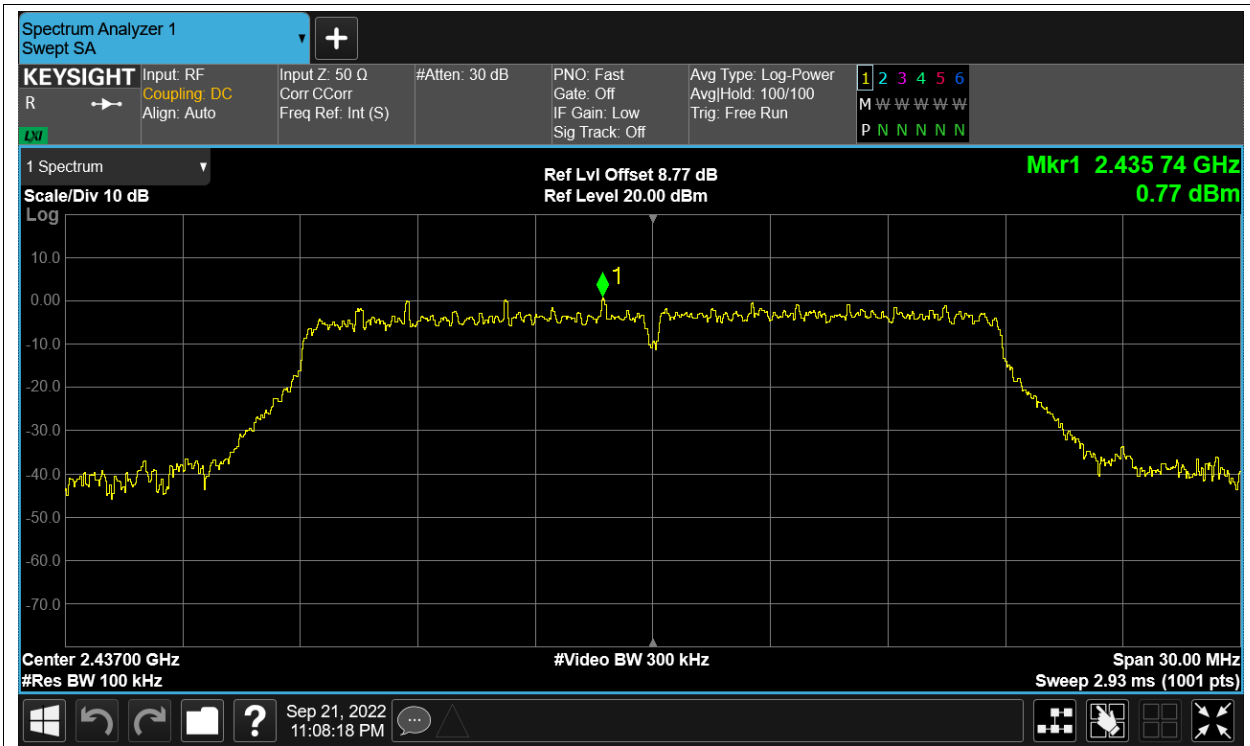 Spectrum Analyzer 1
Swept SA
+
KEYSIGHT
R
LXI
Input: RF
Coupling: DC
Align: Auto
Input Z: 50 Ω
Corr CCorr
Freq Ref: Int (S)
#Atten: 30 dB
PNO: Fast
Gate: Off
IF Gain: Low
Sig Track: Off
Avg Type: Log-Power
Avg|Hold: 100/100
Trig: Free Run
1 2 3 4 5 6
M W W W W W
P N N N N N
1 Spectrum
Scale/Div 10 dB
Ref Lvl Offset 8.77 dB
Ref Level 20.00 dBm
Mkr1 2.435 74 GHz
0.77 dBm
Log
10.0
0.00
-10.0
-20.0
-30.0
-40.0
-50.0
-60.0
-70.0
1
Center 2.43700 GHz
#Res BW 100 kHz
#Video BW 300 kHz
Span 30.00 MHz
Sweep 2.93 ms (1001 pts)
?
Sep 21, 2022
11:08:18 PM